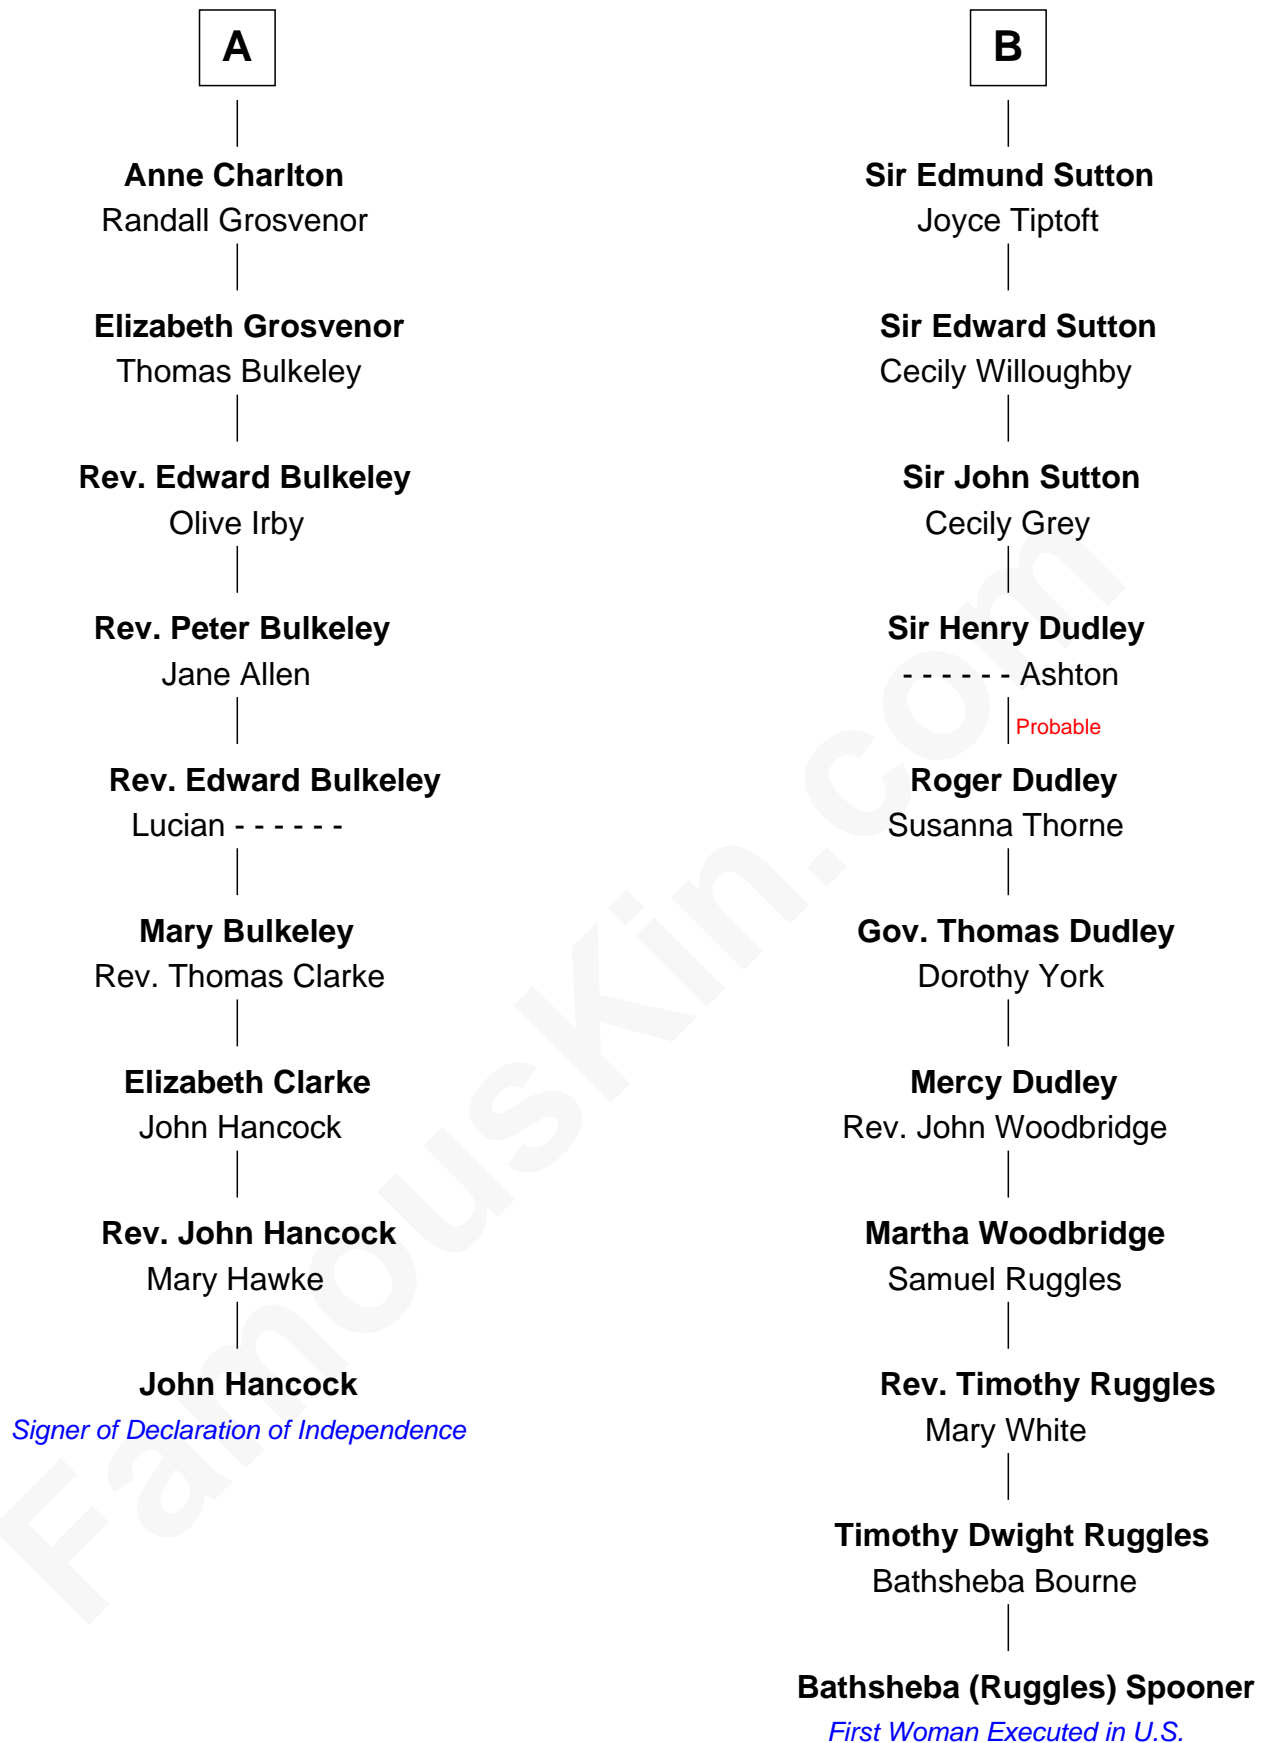 A
Anne Charlton
Randall Grosvenor
Elizabeth Grosvenor
Thomas Bulkeley
Rev. Edward Bulkeley
Olive Irby
Rev. Peter Bulkeley
Jane Allen
Rev. Edward Bulkeley
Lucian - - - - - -
Mary Bulkeley
Rev. Thomas Clarke
Elizabeth Clarke
John Hancock
Rev. John Hancock
Mary Hawke
John Hancock
Signer of Declaration of Independence
B
Sir Edmund Sutton
Joyce Tiptoft
Sir Edward Sutton
Cecily Willoughby
Sir John Sutton
Cecily Grey
Sir Henry Dudley
- - - - - - Ashton
Probable
Roger Dudley
Susanna Thorne
Gov. Thomas Dudley
Dorothy York
Mercy Dudley
Rev. John Woodbridge
Martha Woodbridge
Samuel Ruggles
Rev. Timothy Ruggles
Mary White
Timothy Dwight Ruggles
Bathsheba Bourne
Bathsheba (Ruggles) Spooner
First Woman Executed in U.S.
FamousKin.com